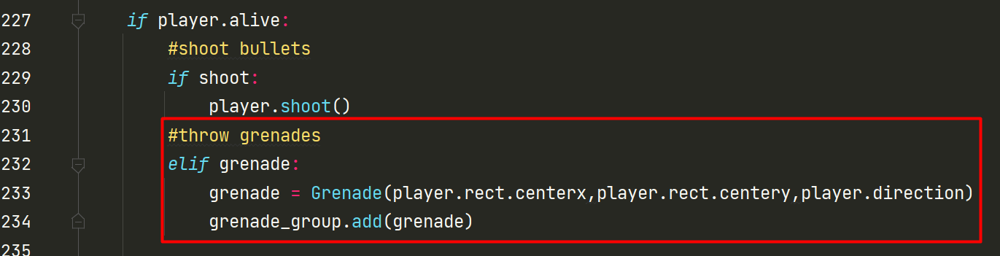 227 if player.alive:
228 #shoot bullets
229 if shoot:
230 player.shoot()
231 #throw grenades
232 elif grenade:
233 grenade = Grenade(player.rect.centerx,player.rect.centery,player.direction)
234 grenade_group.add(grenade)
235